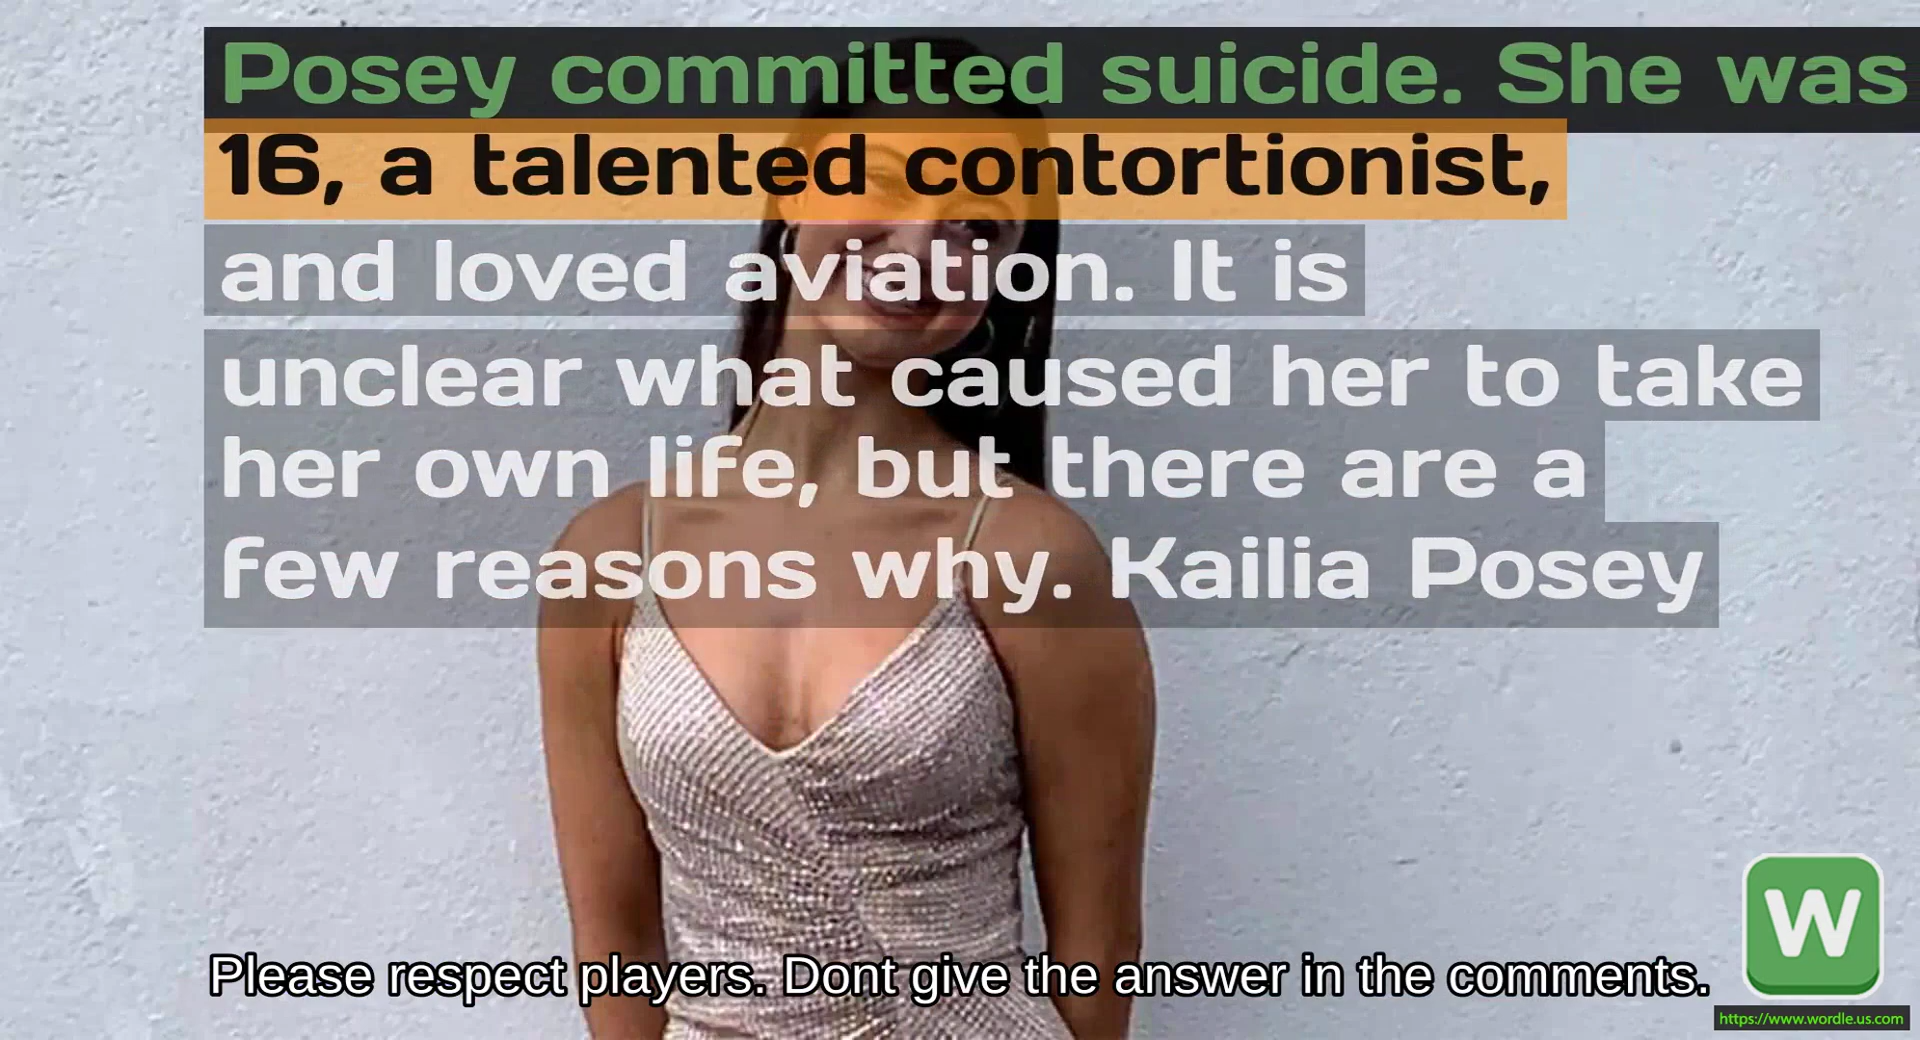 Posey committed suicide. She was
16, a talented contortionist,
and loved aviation. It is
unclear what caused her to take
her own life, but there are a
few reasons why. Kailia Posey
Please respect players. Dont give the answer in the comments.
W
https://www.wordle.us.com